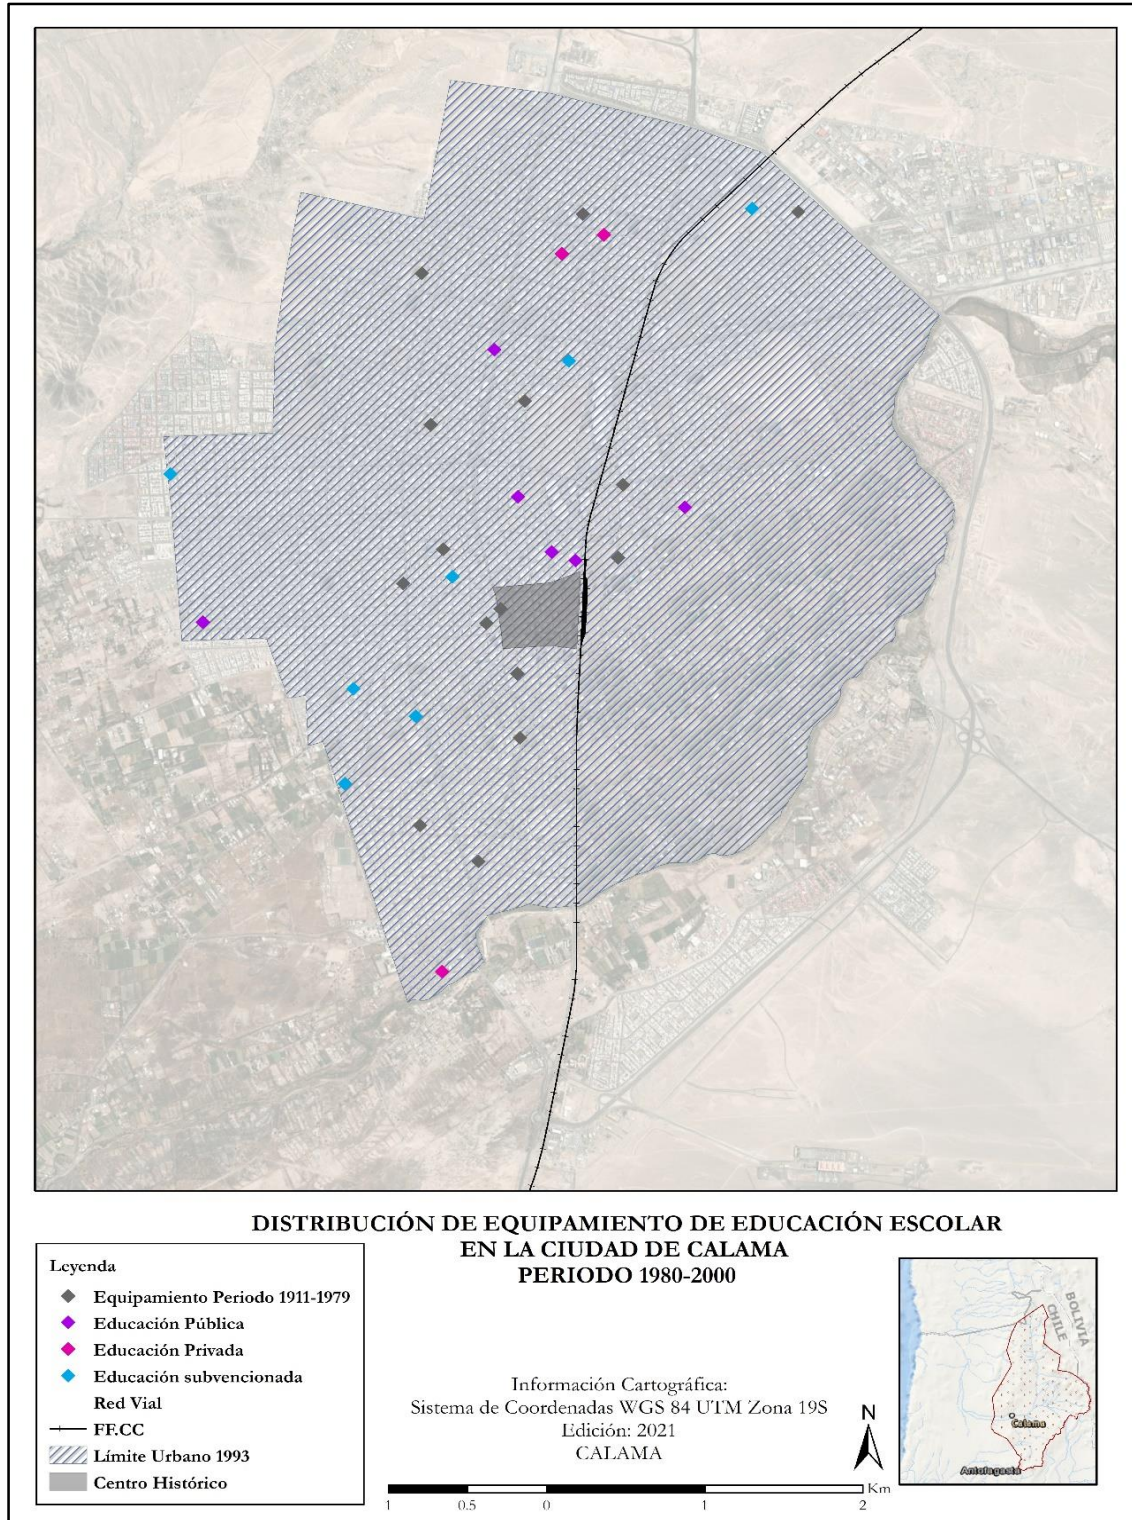 DISTRIBUCIÓN DE EQUIPAMIENTO DE EDUCACIÓN ESCOLAR
EN LA CIUDAD DE CALAMA
PERIODO 1980-2000
Leyenda
Equipamiento Periodo 1911-1979
Educación Pública
Educación Privada
Educación subvencionada
Red Vial
FF.CC
Límite Urbano 1993
Centro Histórico
Información Cartográfica:
Sistema de Coordenadas WGS 84 UTM Zona 19S
Edición: 2021
CALAMA
N
1 0.5 0 1 2 Km
BOLIVIA
CHILE
Calama
Antofagasta